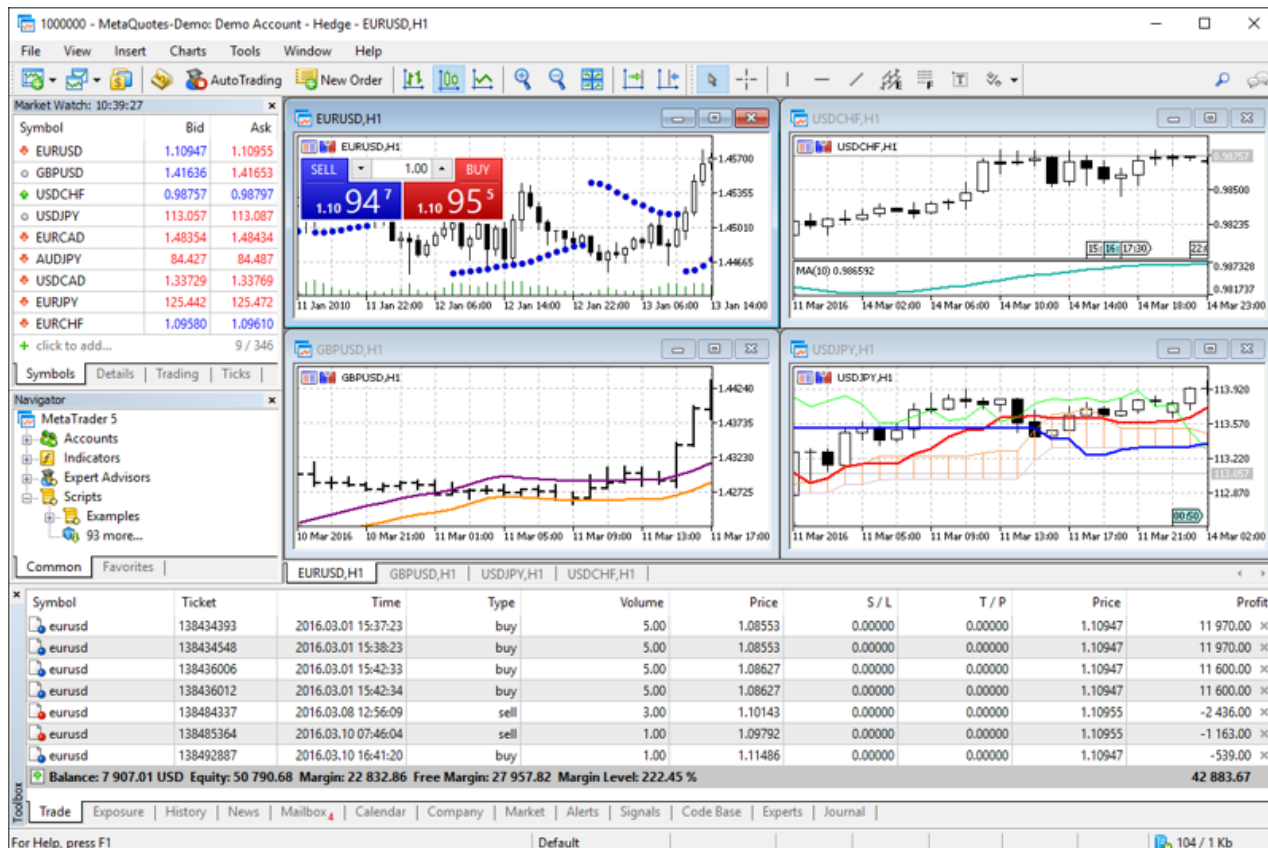 1000000 - MetaQuotes-Demo: Demo Account - Hedge - EURUSD,H1
File View Insert Charts Tools Window Help
AutoTrading New Order
Market Watch: 10:39:27
Symbol Bid Ask
EURUSD 1.10947 1.10955
GBPUSD 1.41636 1.41653
USDCHF 0.98757 0.98797
USDJPY 113.057 113.087
EURCAD 1.48354 1.48434
AUDJPY 84.427 84.487
USDCAD 1.33729 1.33769
EURJPY 125.442 125.472
EURCHF 1.09580 1.09610
click to add... 9 / 346
Symbols Details Trading Ticks
Navigator
MetaTrader 5
Accounts
Indicators
Expert Advisors
Scripts
Examples
93 more...
Common Favorites
EURUSD,H1
EURUSD,H1
SELL 1.00 BUY
1.10 94 7 1.10 95 5
1.45700
1.45355
1.45010
1.44665
11 Jan 2010 11 Jan 22:00 12 Jan 06:00 12 Jan 14:00 12 Jan 22:00 13 Jan 06:00 13 Jan 14:00
USDCHF,H1
USDCHF,H1
0.98757
0.98500
0.98235
15: 16: 17:30 22:0
MA(10) 0.986592
0.987328
0.981737
11 Mar 2016 14 Mar 02:00 14 Mar 06:00 14 Mar 10:00 14 Mar 14:00 14 Mar 18:00 14 Mar 23:00
GBPUSD,H1
GBPUSD,H1
1.44240
1.43735
1.43230
1.42725
10 Mar 2016 10 Mar 21:00 11 Mar 01:00 11 Mar 05:00 11 Mar 09:00 11 Mar 13:00 11 Mar 17:00
USDJPY,H1
USDJPY,H1
113.920
113.570
113.220
113.057
112.870
00:50
11 Mar 2016 11 Mar 05:00 11 Mar 09:00 11 Mar 13:00 11 Mar 17:00 11 Mar 21:00 14 Mar 02:00
EURUSD,H1 GBPUSD,H1 USDJPY,H1 USDCHF,H1
Symbol Ticket Time Type Volume Price S / L T / P Price Profit
eurusd 138434393 2016.03.01 15:37:23 buy 5.00 1.08553 0.00000 0.00000 1.10947 11 970.00
eurusd 138434548 2016.03.01 15:38:23 buy 5.00 1.08553 0.00000 0.00000 1.10947 11 970.00
eurusd 138436006 2016.03.01 15:42:33 buy 5.00 1.08627 0.00000 0.00000 1.10947 11 600.00
eurusd 138436012 2016.03.01 15:42:34 buy 5.00 1.08627 0.00000 0.00000 1.10947 11 600.00
eurusd 138484337 2016.03.08 12:56:09 sell 3.00 1.10143 0.00000 0.00000 1.10955 -2 436.00
eurusd 138485364 2016.03.10 07:46:04 sell 1.00 1.09792 0.00000 0.00000 1.10955 -1 163.00
eurusd 138492887 2016.03.10 16:41:20 buy 1.00 1.11486 0.00000 0.00000 1.10947 -539.00
Balance: 7 907.01 USD Equity: 50 790.68 Margin: 22 832.86 Free Margin: 27 957.82 Margin Level: 222.45 % 42 883.67
Toolbox
Trade Exposure History News Mailbox 4 Calendar Company Market Alerts Signals Code Base Experts Journal
For Help, press F1 Default 104 / 1 Kb